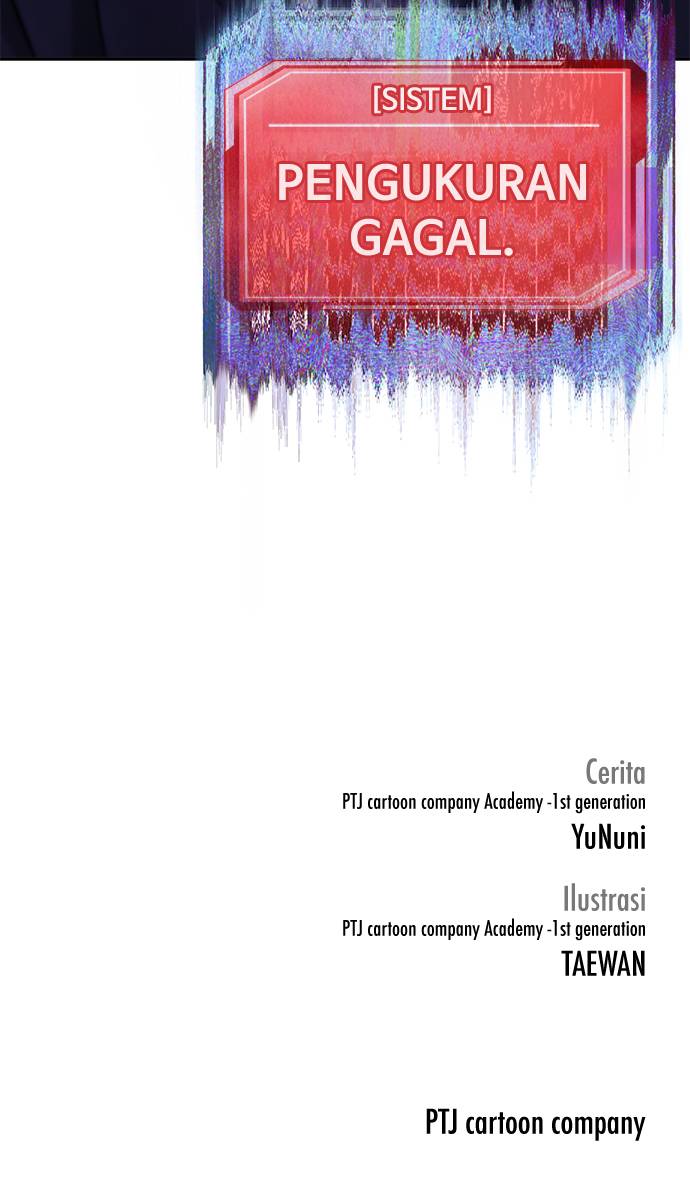 [SISTEM]
PENGUKURAN
GAGAL.
Cerita
PTJ cartoon company Academy -1st generation
YuNuni
Ilustrasi
PTJ cartoon company Academy -1st generation
TAEWAN
PTJ cartoon company